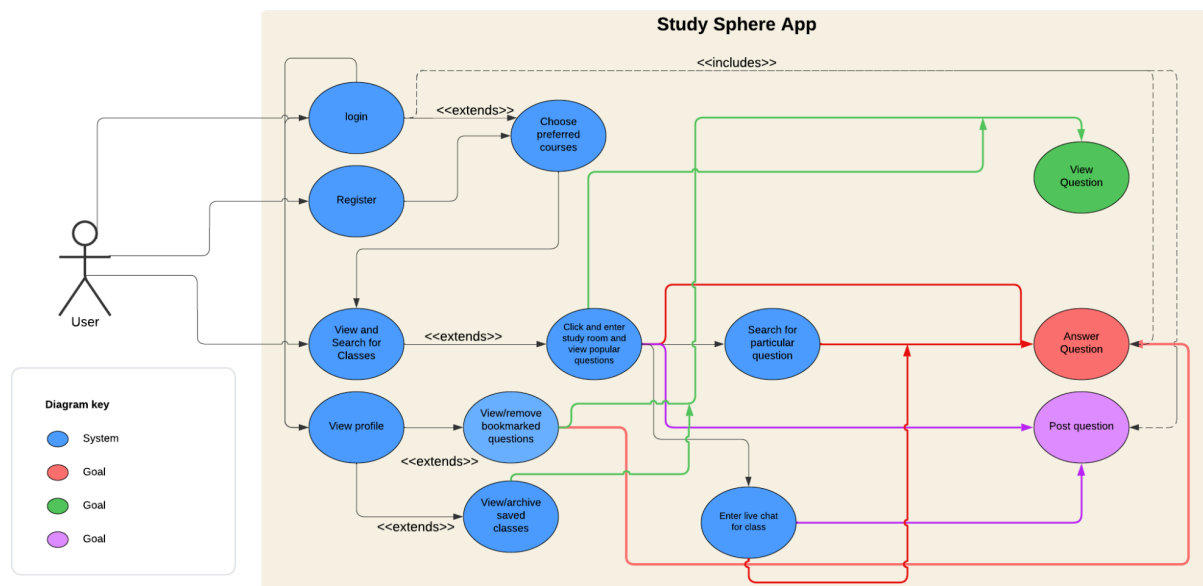 Study Sphere App
<<includes>>
login
<<extends>>
Choose
preferred
courses
View
Question
Register
User
View and
Search for
Classes
<<extends>>
Click and enter
study room and
view popular
questions
Search for
particular
question
Answer
Question
Diagram key
System
Goal
Goal
Goal
View profile
View/remove
bookmarked
questions
<<extends>>
Post question
View/archive
saved
classes
<<extends>>
Enter live chat
for class